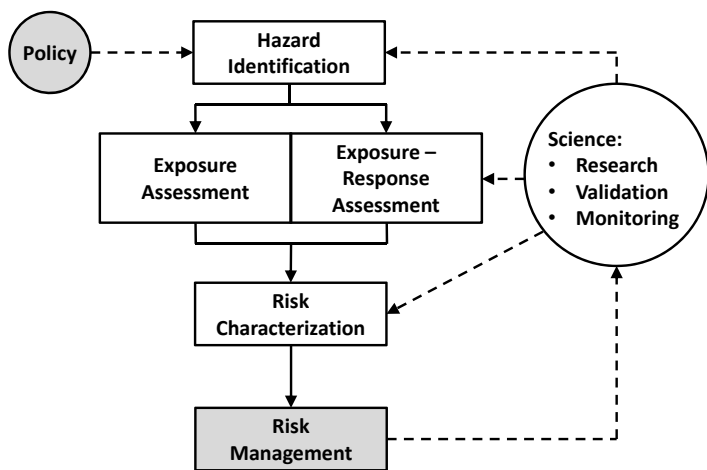 Policy
Hazard
Identification
Exposure
Assessment
Exposure –
Response
Assessment
Science:
• Research
• Validation
• Monitoring
Risk
Characterization
Risk
Management